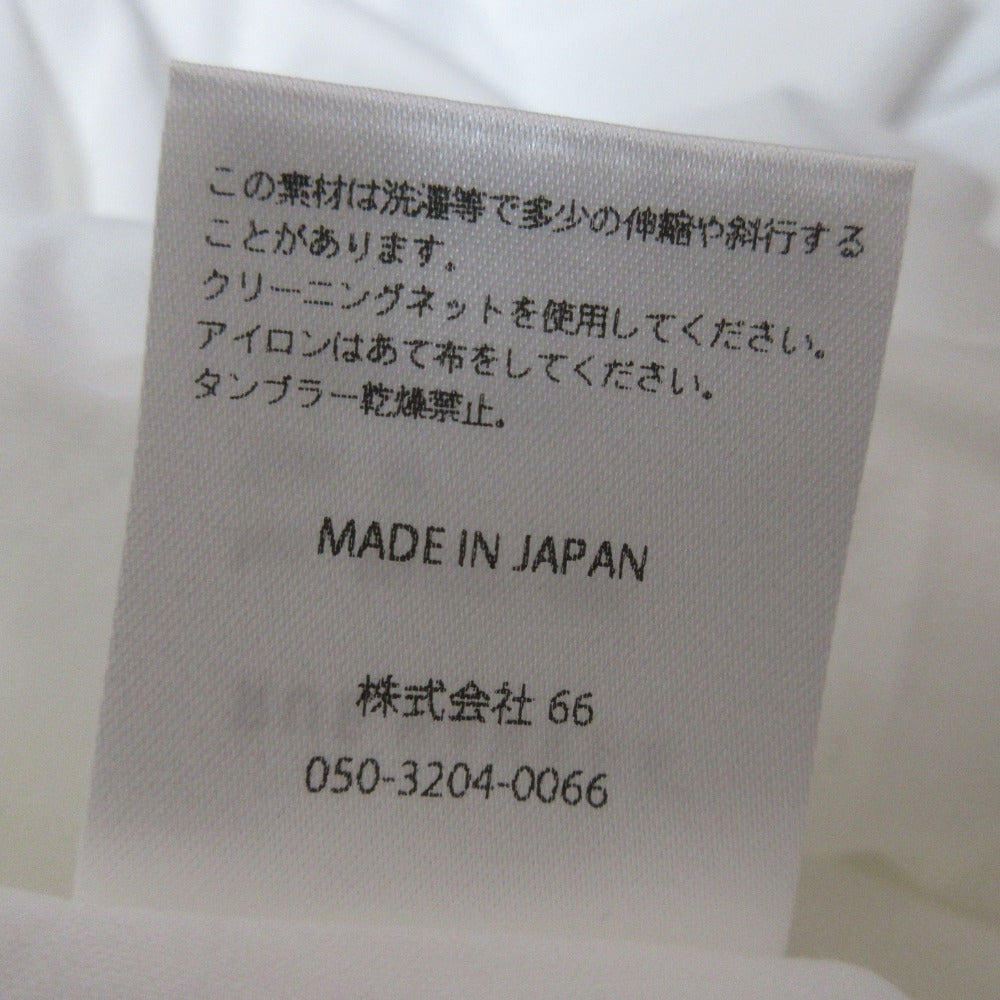 この素材は洗濯等で多少の伸縮や斜行する
ことがあります。
クリーニングネットを使用してください。
アイロンはあて布をしてください。
タンブラー乾燥禁止。
MADE IN JAPAN
株式会社 66
050-3204-0066